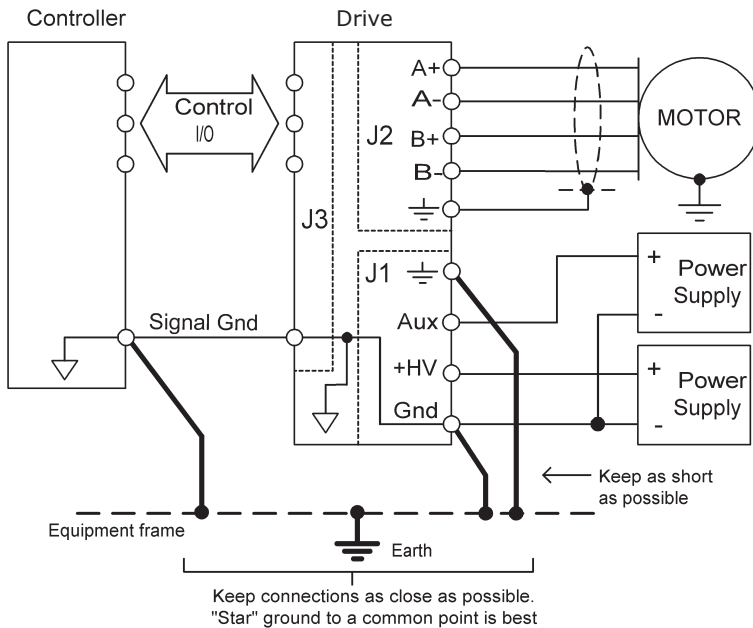 Controller
Drive
Control
I/O
J2
J3
J1
A+
A-
B+
B-
MOTOR
Aux
+HV
Gnd
Signal Gnd
+
Power
Supply
-
+
Power
Supply
-
Keep as short
as possible
Equipment frame
Earth
Keep connections as close as possible.
"Star" ground to a common point is best